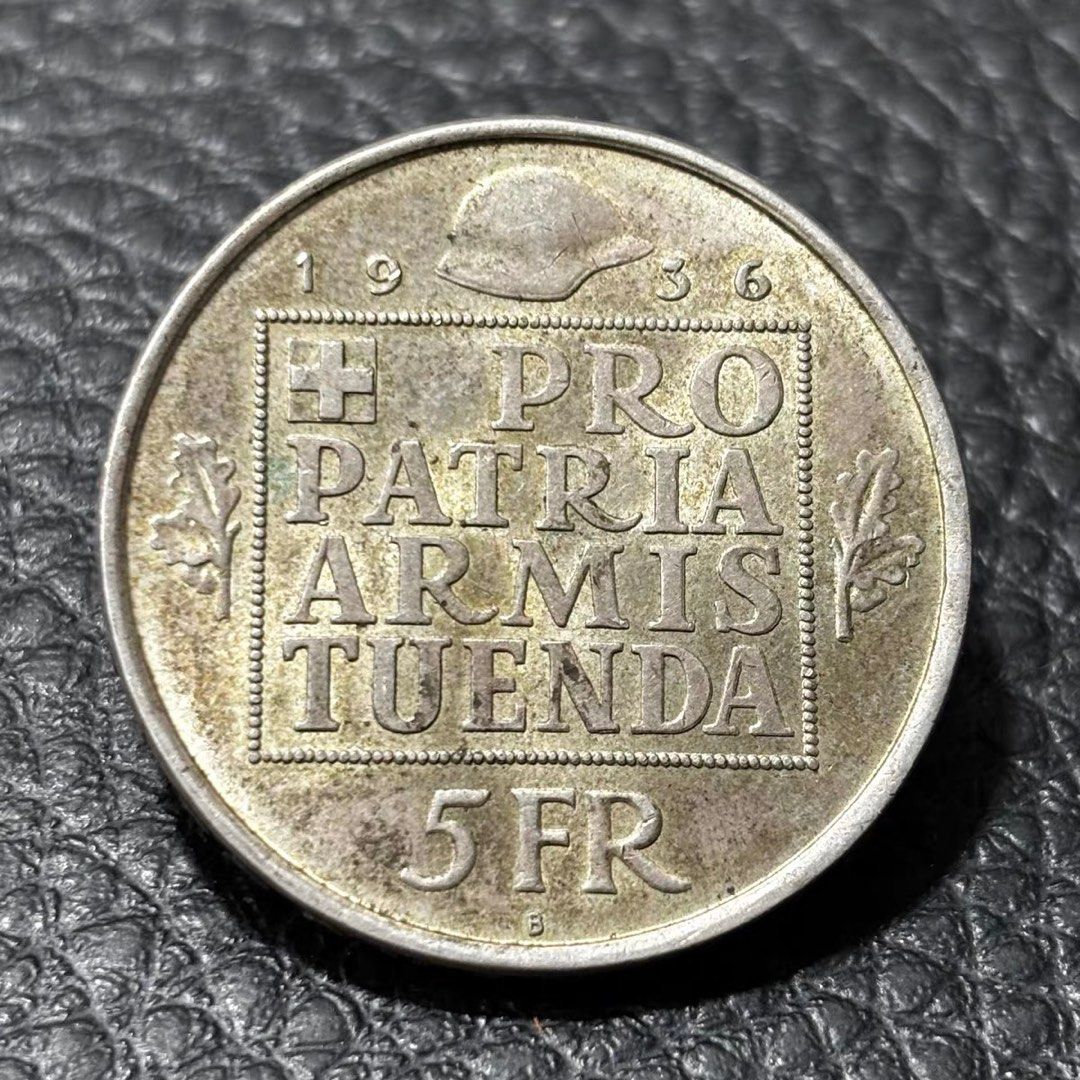 1936
PRO
PATRIA
ARMIS
TUENDA
5 FR
B